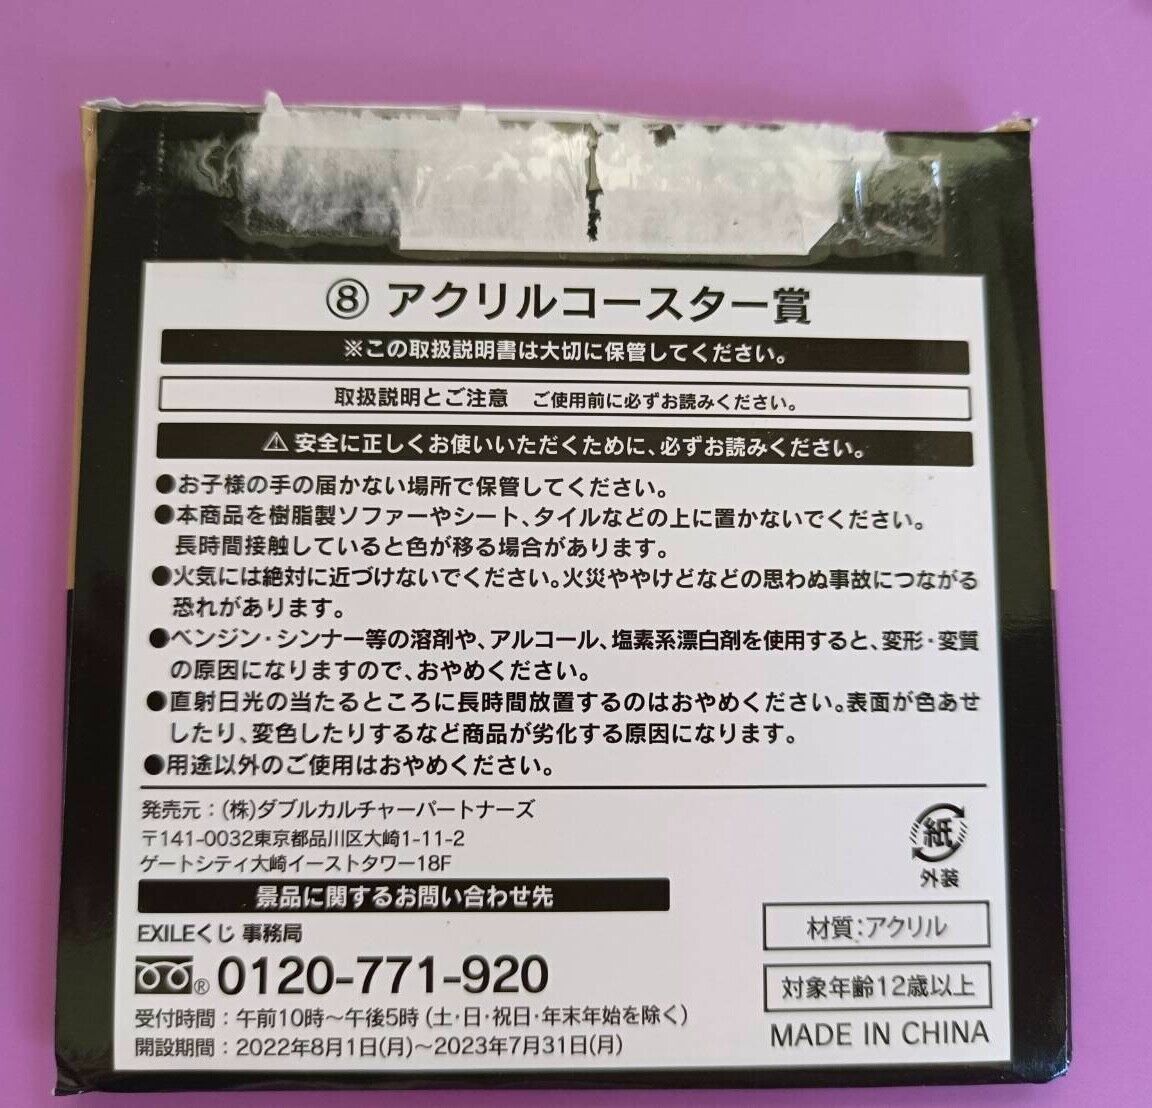 ⑧ アクリルコースター賞
※この取扱説明書は大切に保管してください。
取扱説明とご注意 ご使用前に必ずお読みください。
⚠安全に正しくお使いいただくために、必ずお読みください。
●お子様の手の届かない場所で保管してください。
●本商品を樹脂製ソファーやシート、タイルなどの上に置かないでください。
長時間接触していると色が移る場合があります。
●火気には絶対に近づけないでください。火災ややけどなどの思わぬ事故につながる
恐れがあります。
●ベンジン・シンナー等の溶剤や、アルコール、塩素系漂白剤を使用すると、変形・変質
の原因になりますので、おやめください。
●直射日光の当たるところに長時間放置するのはおやめください。表面が色あせ
したり、変色したりするなど商品が劣化する原因になります。
●用途以外のご使用はおやめください。
発売元：(株)ダブルカルチャーパートナーズ
〒141-0032東京都品川区大崎1-11-2
ゲートシティ大崎イーストタワー18F
紙
外装
景品に関するお問い合わせ先
EXILEくじ 事務局
®0120-771-920
受付時間：午前10時～午後5時(土・日・祝日・年末年始を除く)
開設期間：2022年8月1日(月)～2023年7月31日(月)
材質：アクリル
対象年齢12歳以上
MADE IN CHINA